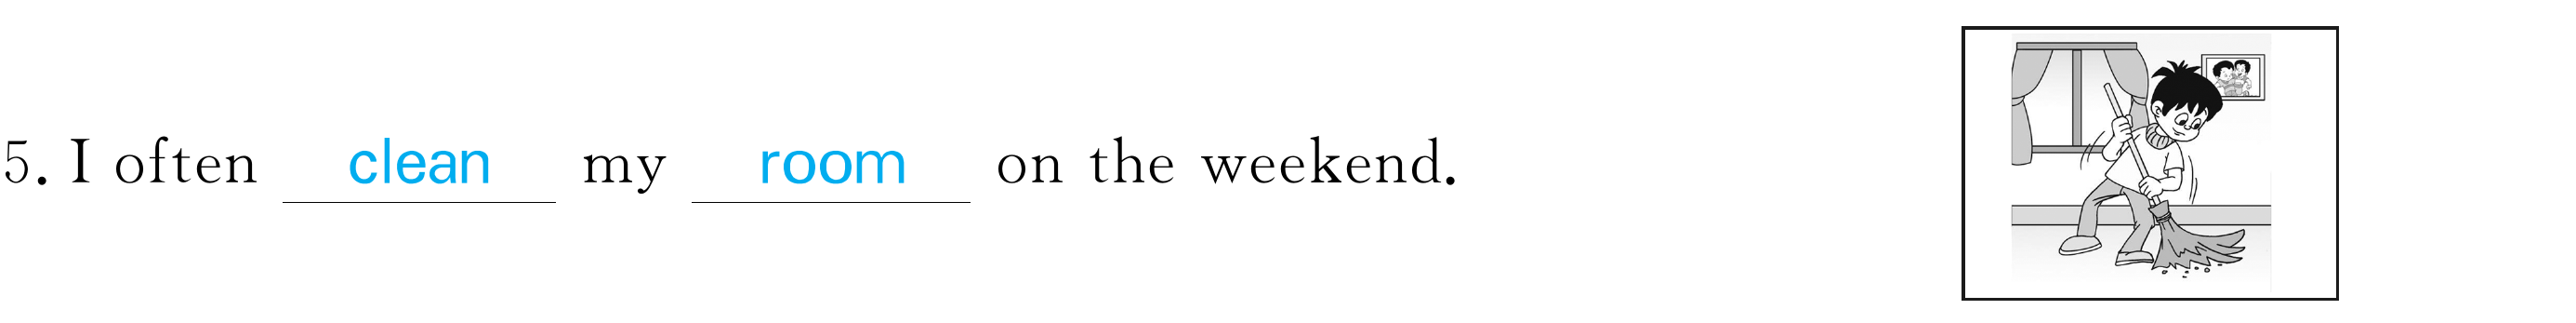 5. I often clean my room on the weekend.